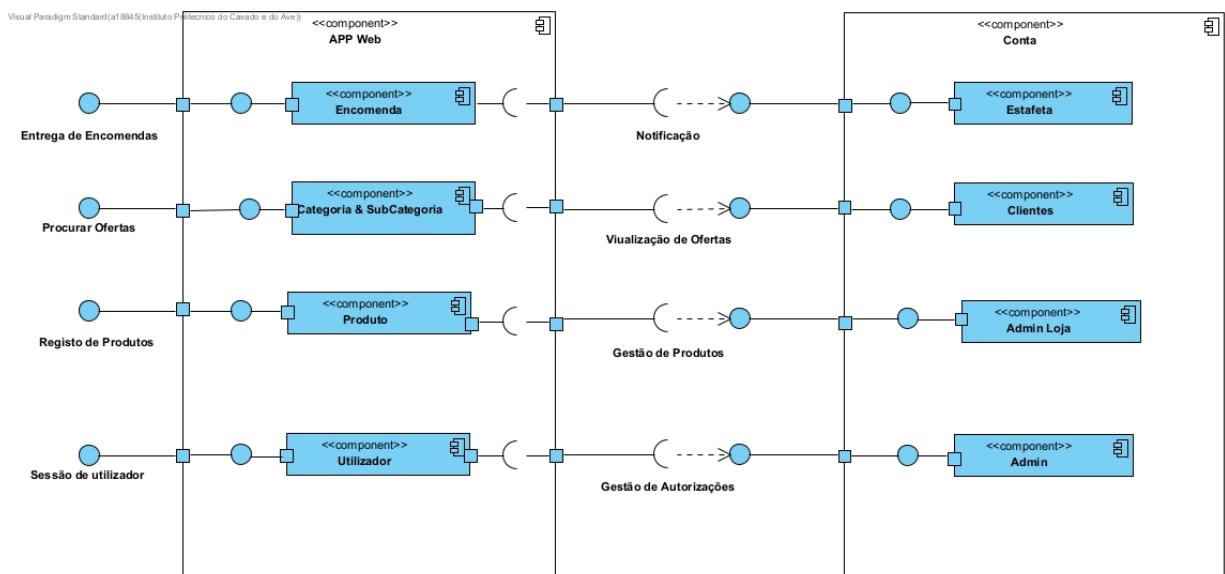 Visual Paradigm Standard(a18845(Instituto Politecnico do Cavado e do Ave))
<<component>>
APP Web
<<component>>
Conta
<<component>>
Encomenda
<<component>>
Estafeta
Entrega de Encomendas
Notificação
<<component>>
Categoria & SubCategoria
<<component>>
Clientes
Procurar Ofertas
Viualização de Ofertas
<<component>>
Produto
<<component>>
Admin Loja
Registo de Produtos
Gestão de Produtos
<<component>>
Utilizador
<<component>>
Admin
Sessão de utilizador
Gestão de Autorizações